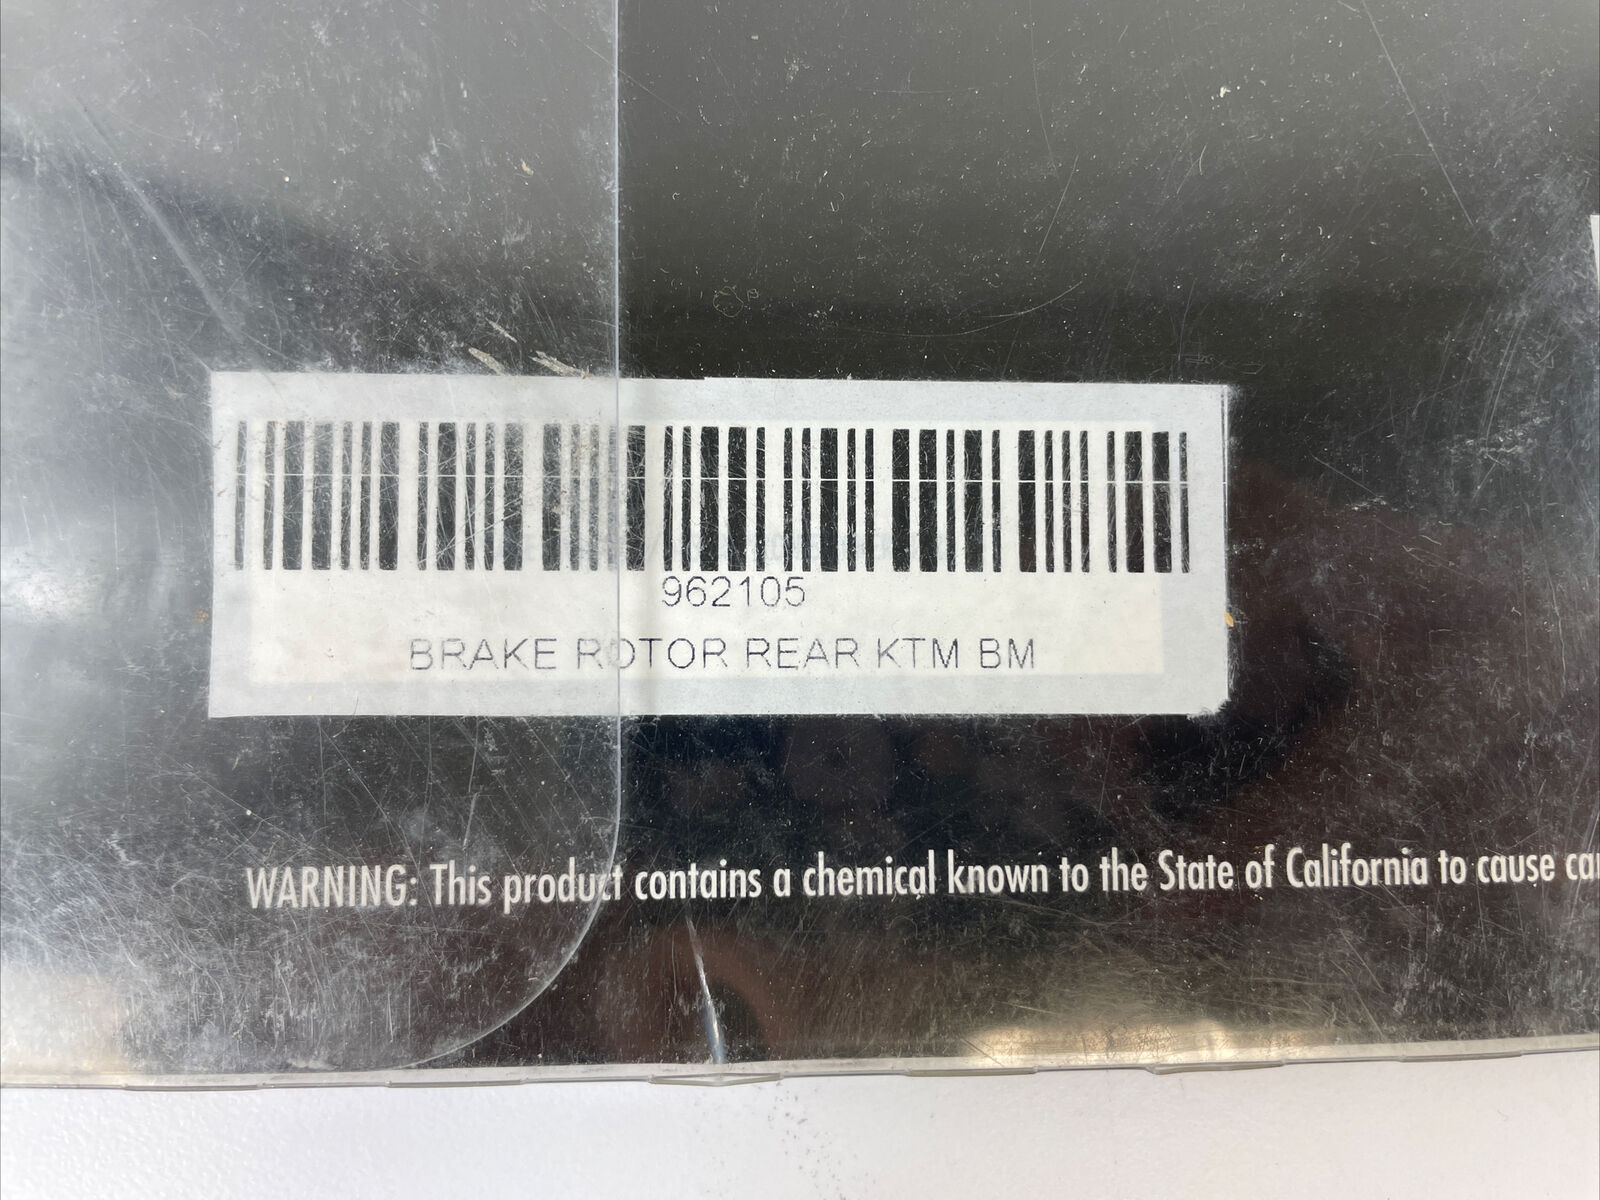 962105
BRAKE ROTOR REAR KTM BM
WARNING: This product contains a chemical known to the State of California to cause